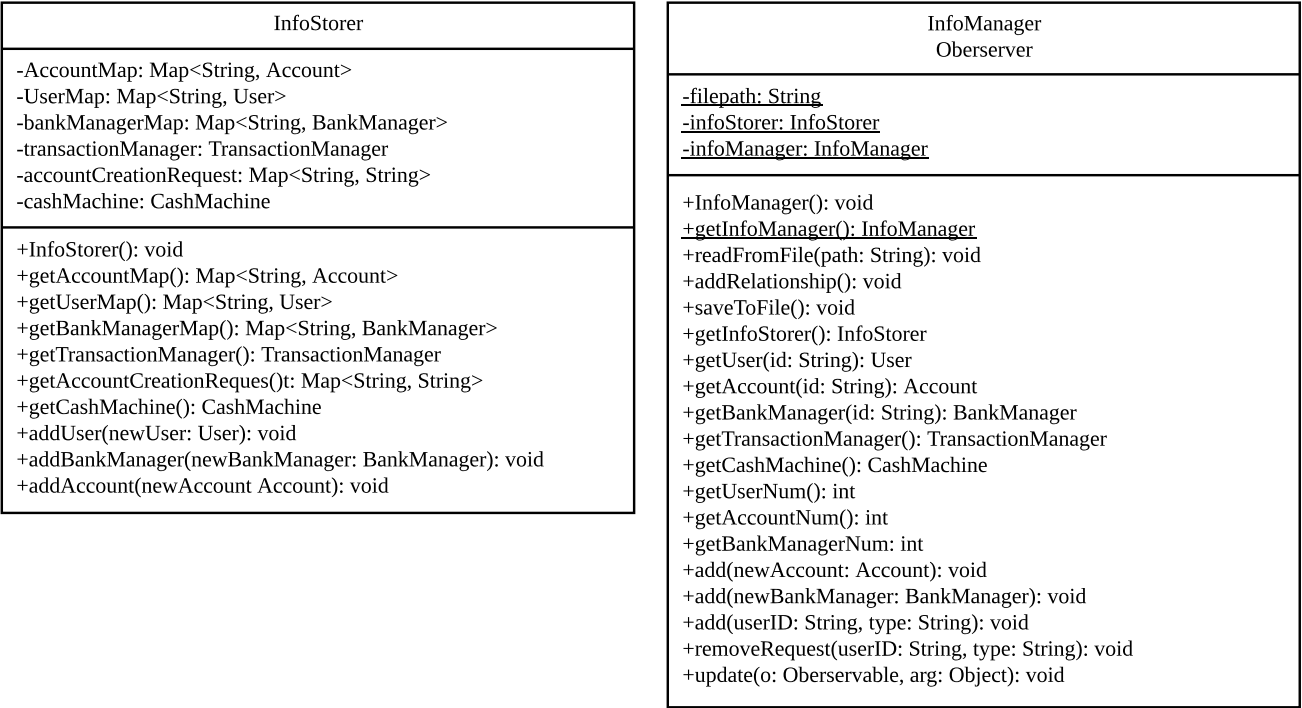 InfoStorer
-AccountMap: Map<String, Account>
-UserMap: Map<String, User>
-bankManagerMap: Map<String, BankManager>
-transactionManager: TransactionManager
-accountCreationRequest: Map<String, String>
-cashMachine: CashMachine
+InfoStorer(): void
+getAccountMap(): Map<String, Account>
+getUserMap(): Map<String, User>
+getBankManagerMap(): Map<String, BankManager>
+getTransactionManager(): TransactionManager
+getAccountCreationReques()t: Map<String, String>
+getCashMachine(): CashMachine
+addUser(newUser: User): void
+addBankManager(newBankManager: BankManager): void
+addAccount(newAccount Account): void
InfoManager
Oberserver
-filepath: String
-infoStorer: InfoStorer
-infoManager: InfoManager
+InfoManager(): void
+getInfoManager(): InfoManager
+readFromFile(path: String): void
+addRelationship(): void
+saveToFile(): void
+getInfoStorer(): InfoStorer
+getUser(id: String): User
+getAccount(id: String): Account
+getBankManager(id: String): BankManager
+getTransactionManager(): TransactionManager
+getCashMachine(): CashMachine
+getUserNum(): int
+getAccountNum(): int
+getBankManagerNum: int
+add(newAccount: Account): void
+add(newBankManager: BankManager): void
+add(userID: String, type: String): void
+removeRequest(userID: String, type: String): void
+update(o: Oberservable, arg: Object): void